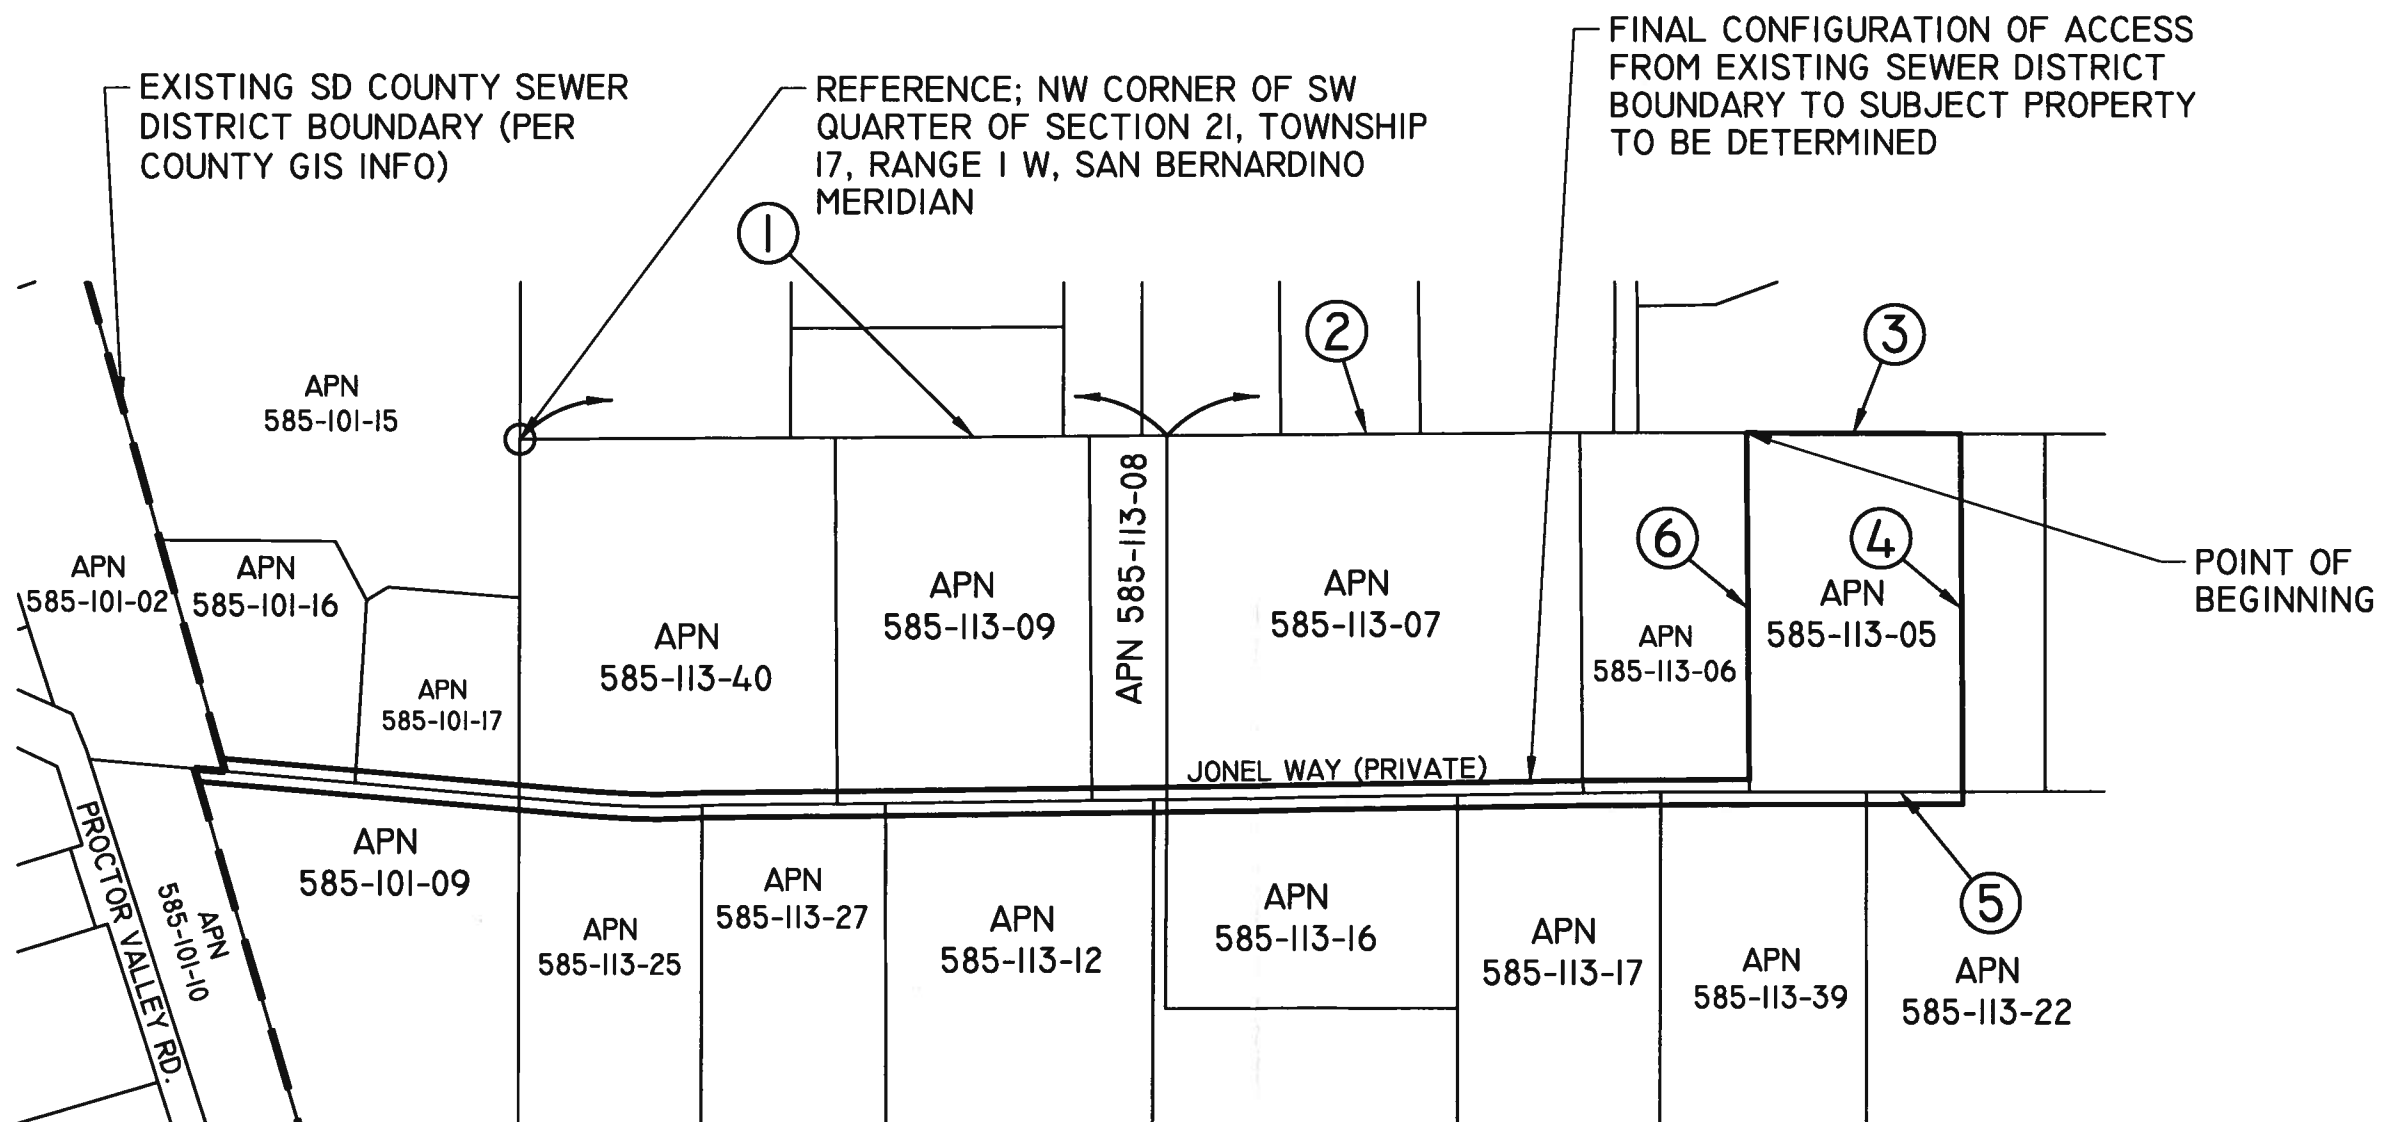 EXISTING SD COUNTY SEWER
DISTRICT BOUNDARY (PER
COUNTY GIS INFO)
REFERENCE; NW CORNER OF SW
QUARTER OF SECTION 21, TOWNSHIP
17, RANGE 1 W, SAN BERNARDINO
MERIDIAN
FINAL CONFIGURATION OF ACCESS
FROM EXISTING SEWER DISTRICT
BOUNDARY TO SUBJECT PROPERTY
TO BE DETERMINED
1
2
3
APN
585-101-15
APN
585-101-02
APN
585-101-16
APN
585-101-17
APN
585-113-40
APN
585-113-09
APN 585-113-08
APN
585-113-07
6
APN
585-113-06
4
APN
585-113-05
POINT OF
BEGINNING
JONEL WAY (PRIVATE)
PROCTOR VALLEY RD.
APN
585-101-10
APN
585-101-09
APN
585-113-25
APN
585-113-27
APN
585-113-12
APN
585-113-16
APN
585-113-17
APN
585-113-39
5
APN
585-113-22